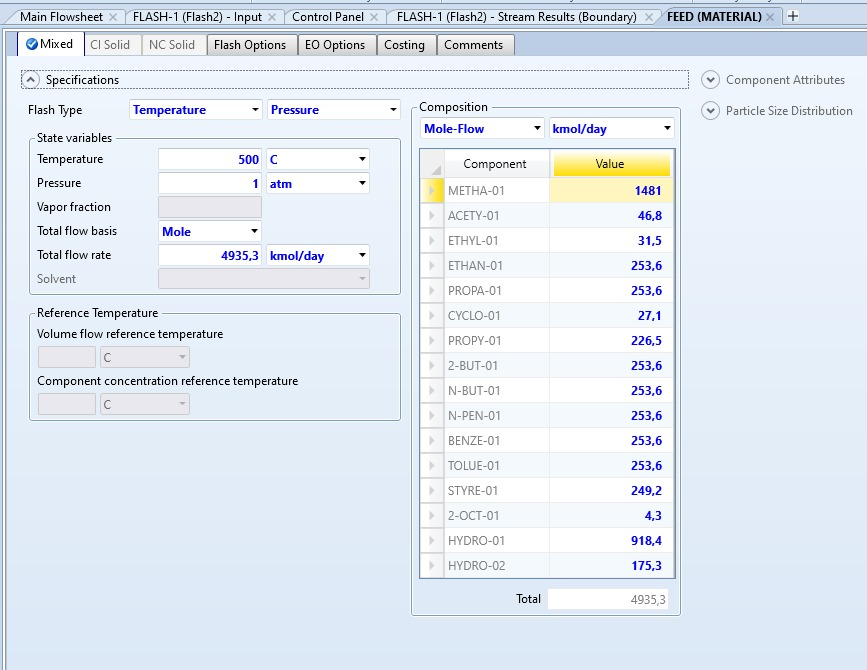 Main Flowsheet × FLASH-1 (Flash2) - Input × Control Panel × FLASH-1 (Flash2) - Stream Results (Boundary) × FEED (MATERIAL) × +
Mixed CI Solid NC Solid Flash Options EO Options Costing Comments
Specifications
Flash Type Temperature Pressure
State variables
Temperature 500 C
Pressure 1 atm
Vapor fraction
Total flow basis Mole
Total flow rate 4935,3 kmol/day
Solvent
Reference Temperature
Volume flow reference temperature
C
Component concentration reference temperature
C
Composition
Mole-Flow kmol/day
Component Value
METHA-01 1481
ACETY-01 46,8
ETHYL-01 31,5
ETHAN-01 253,6
PROPA-01 253,6
CYCLO-01 27,1
PROPY-01 226,5
2-BUT-01 253,6
N-BUT-01 253,6
N-PEN-01 253,6
BENZE-01 253,6
TOLUE-01 253,6
STYRE-01 249,2
2-OCT-01 4,3
HYDRO-01 918,4
HYDRO-02 175,3
Total 4935,3
Component Attributes
Particle Size Distribution